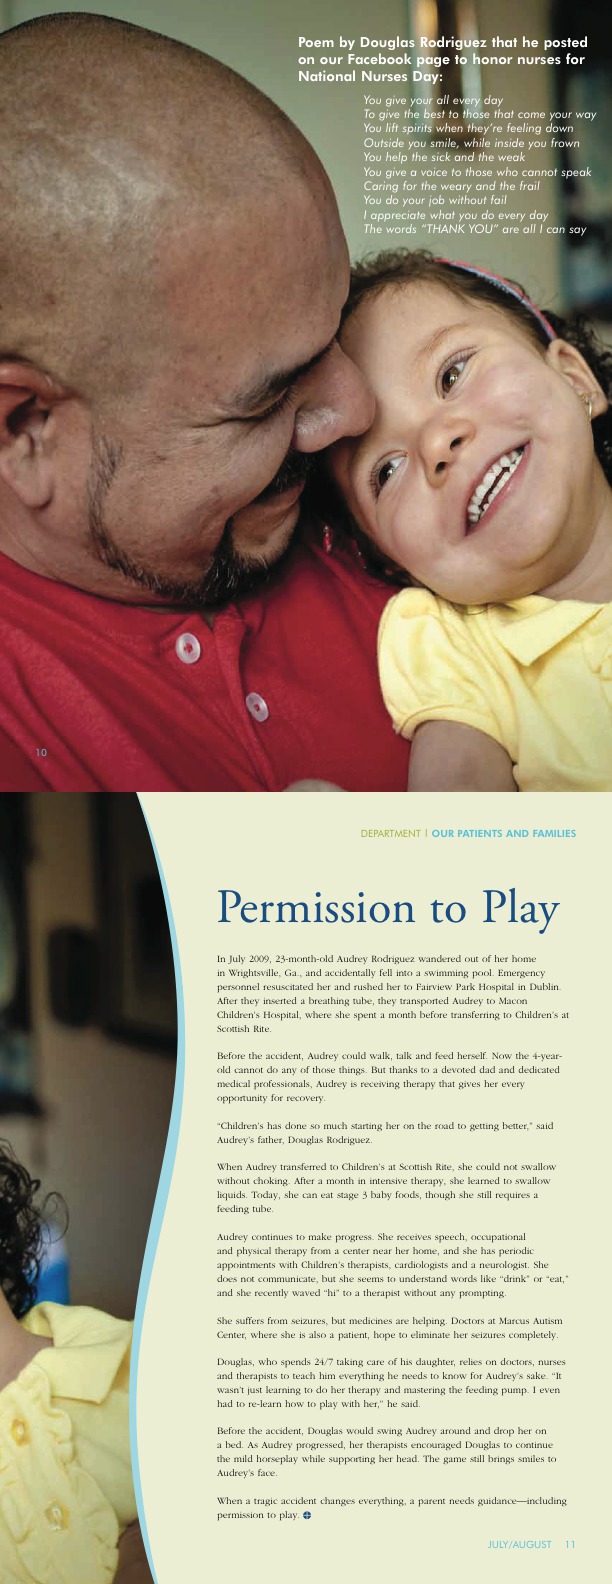 Poem by Douglas Rodriguez that he posted
on our Facebook page to honor nurses for
National Nurses Day:
You give your all every day
To give the best to those that come your way
You lift spirits when they're feeling down
Outside you smile, while inside you frown
You help the sick and the weak
You give a voice to those who cannot speak
Caring for the weary and the frail
You do your job without fail
I appreciate what you do every day
The words “THANK YOU” are all I can say
10
DEPARTMENT | OUR PATIENTS AND FAMILIES
Permission to Play
In July 2009, 23-month-old Audrey Rodriguez wandered out of her home
in Wrightsville, Ga., and accidentally fell into a swimming pool. Emergency
personnel resuscitated her and rushed her to Fairview Park Hospital in Dublin.
After they inserted a breathing tube, they transported Audrey to Macon
Children's Hospital, where she spent a month before transferring to Children's at
Scottish Rite.
Before the accident, Audrey could walk, talk and feed herself. Now the 4-year-
old cannot do any of those things. But thanks to a devoted dad and dedicated
medical professionals, Audrey is receiving therapy that gives her every
opportunity for recovery.
“Children's has done so much starting her on the road to getting better,” said
Audrey's father, Douglas Rodriguez.
When Audrey transferred to Children's at Scottish Rite, she could not swallow
without choking. After a month in intensive therapy, she learned to swallow
liquids. Today, she can eat stage 3 baby foods, though she still requires a
feeding tube.
Audrey continues to make progress. She receives speech, occupational
and physical therapy from a center near her home, and she has periodic
appointments with Children's therapists, cardiologists and a neurologist. She
does not communicate, but she seems to understand words like “drink” or “eat,”
and she recently waved “hi” to a therapist without any prompting.
She suffers from seizures, but medicines are helping. Doctors at Marcus Autism
Center, where she is also a patient, hope to eliminate her seizures completely.
Douglas, who spends 24/7 taking care of his daughter, relies on doctors, nurses
and therapists to teach him everything he needs to know for Audrey's sake. “It
wasn't just learning to do her therapy and mastering the feeding pump. I even
had to re-learn how to play with her,” he said.
Before the accident, Douglas would swing Audrey around and drop her on
a bed. As Audrey progressed, her therapists encouraged Douglas to continue
the mild horseplay while supporting her head. The game still brings smiles to
Audrey's face.
When a tragic accident changes everything, a parent needs guidance—including
permission to play.
JULY/AUGUST 11